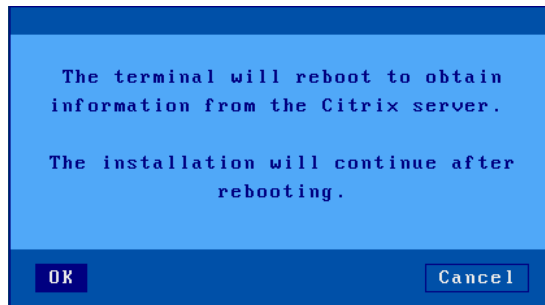 The terminal will reboot to obtain
information from the Citrix server.
The installation will continue after
rebooting.
OK
Cancel